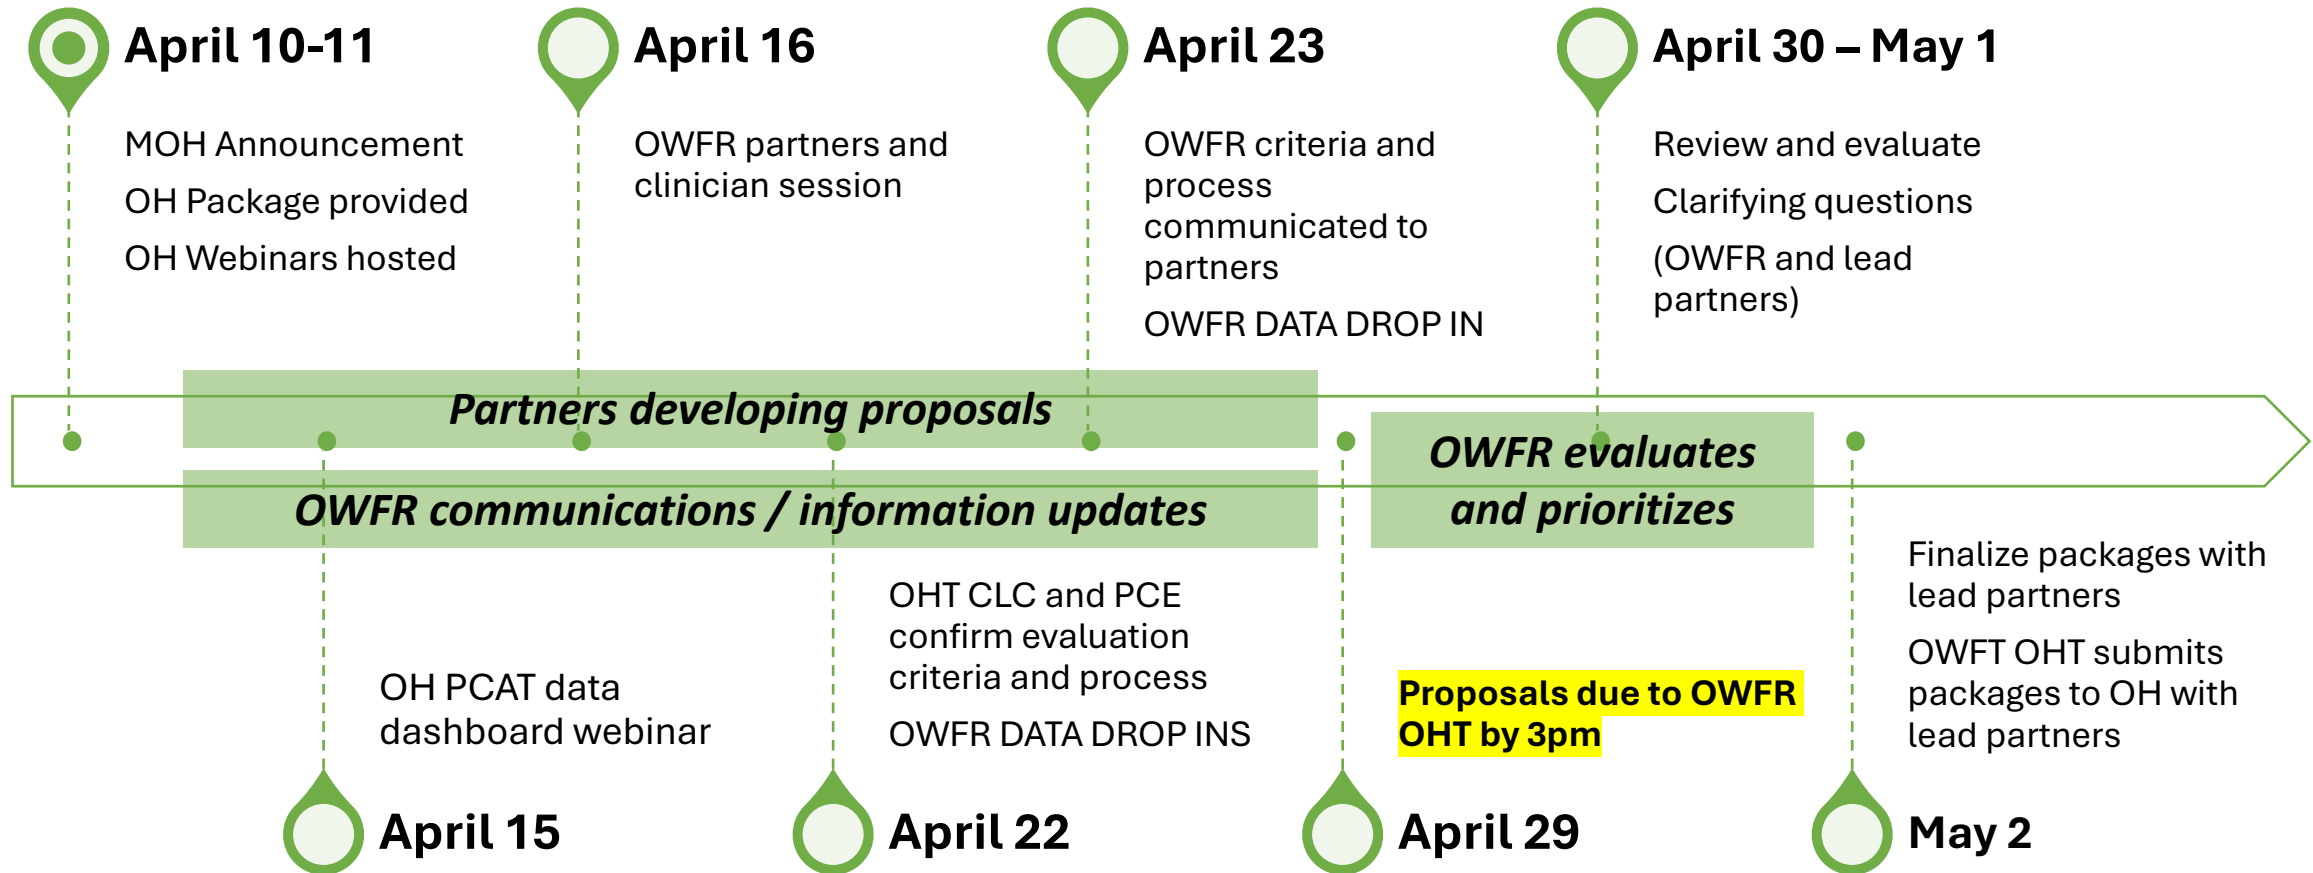 April 10-11
MOH Announcement
OH Package provided
OH Webinars hosted
April 16
OWFR partners and
clinician session
April 23
OWFR criteria and
process
communicated to
partners
OWFR DATA DROP IN
April 30 – May 1
Review and evaluate
Clarifying questions
(OWFR and lead
partners)
Partners developing proposals
OWFR communications / information updates
OWFR evaluates
and prioritizes
OH PCAT data
dashboard webinar
April 15
OHT CLC and PCE
confirm evaluation
criteria and process
OWFR DATA DROP INS
April 22
Proposals due to OWFR
OHT by 3pm
April 29
Finalize packages with
lead partners
OWFT OHT submits
packages to OH with
lead partners
May 2